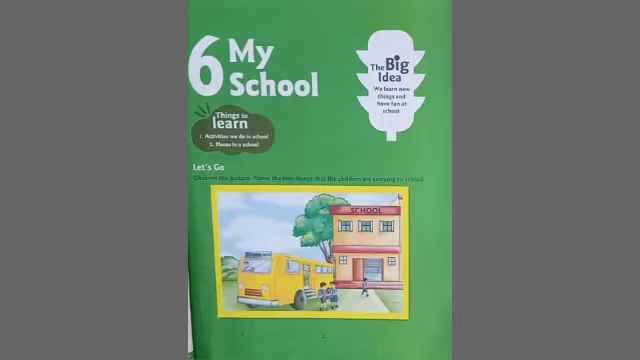 6 My
School
The Big
Idea
We learn new
things and
have fun at
school.
Things to
learn
1. Activities we do in school
2. Places in a school
Let's Go
Observe the picture. Name the two things that the children are carrying to school.
SCHOOL
SCHOOL BUS